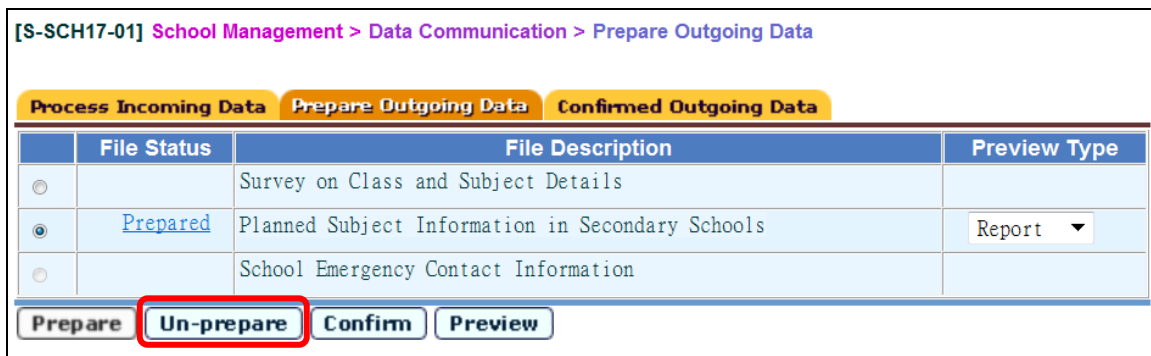 [S-SCH17-01] School Management > Data Communication > Prepare Outgoing Data
Process Incoming Data Prepare Outgoing Data Confirmed Outgoing Data
File Status File Description Preview Type
Survey on Class and Subject Details
Prepared Planned Subject Information in Secondary Schools Report
School Emergency Contact Information
Prepare Un-prepare Confirm Preview